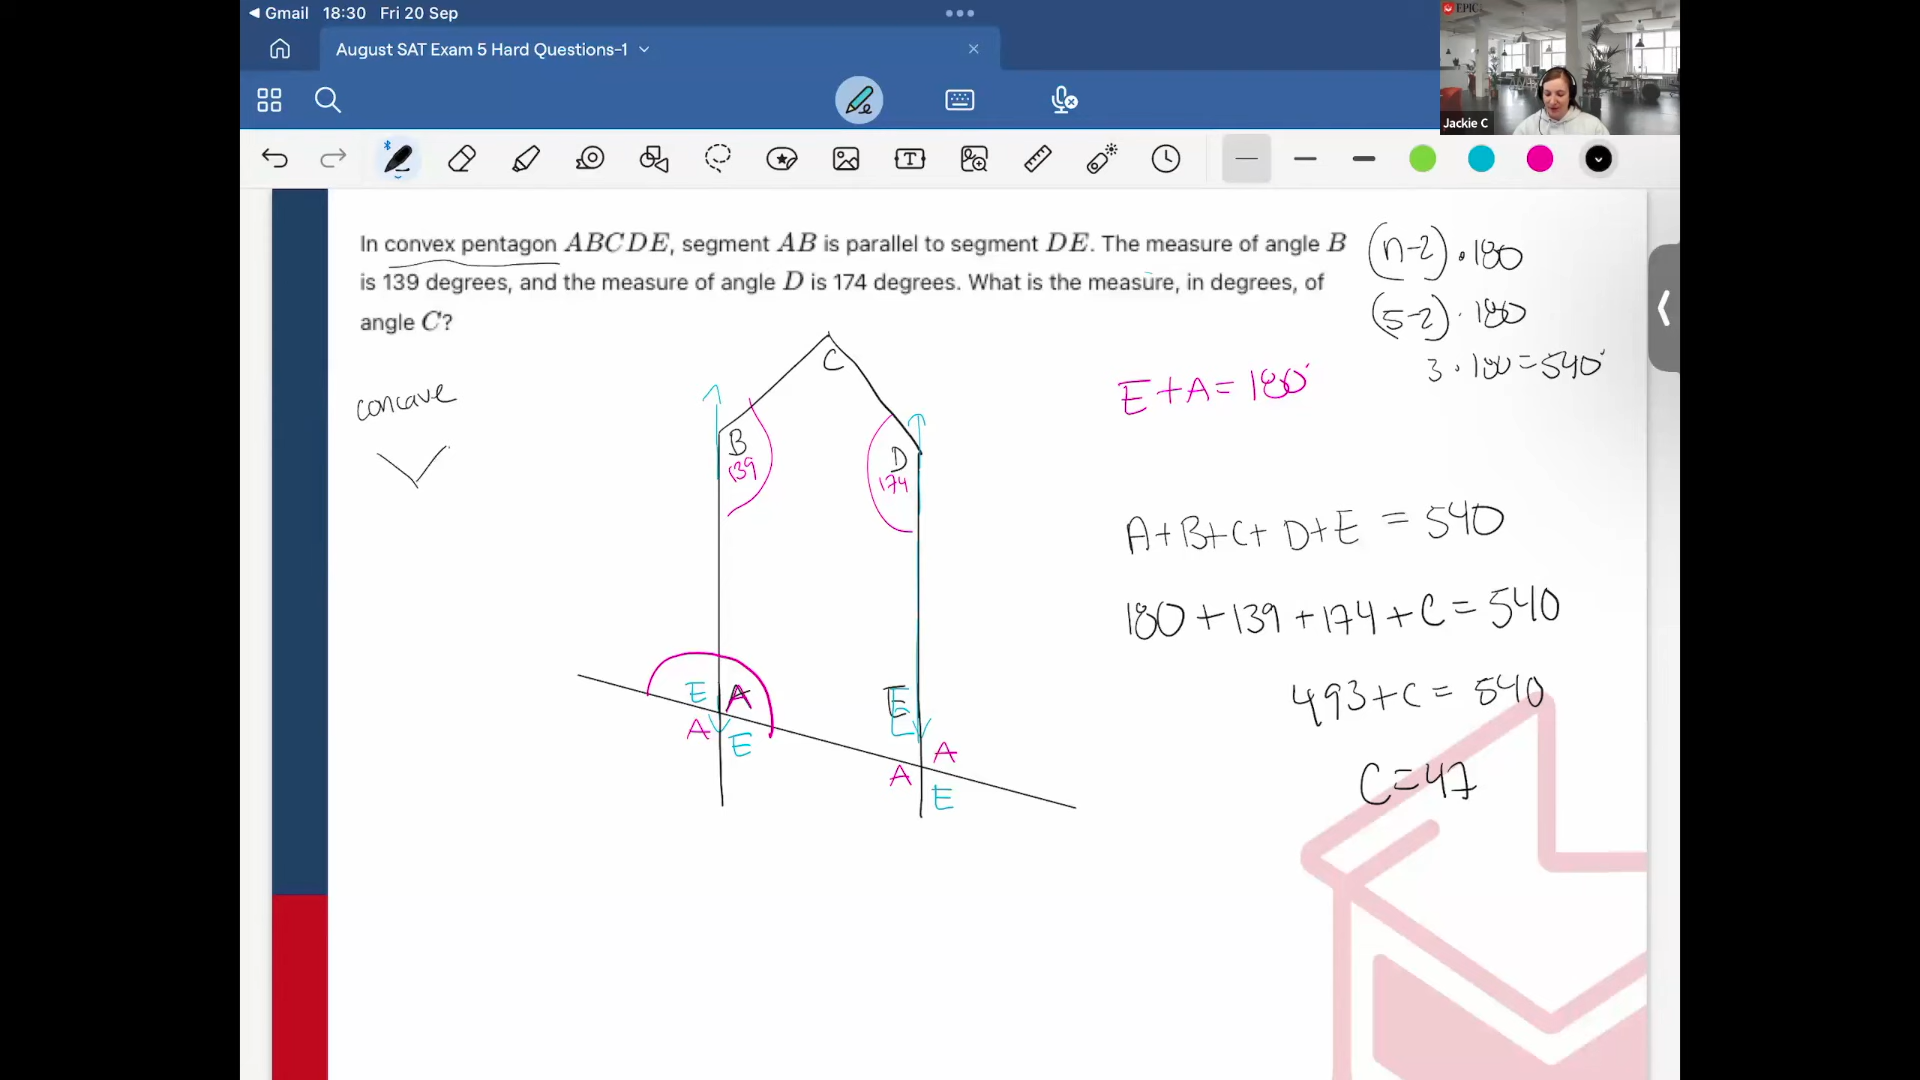 Gmail 18:30 Fri 20 Sep
August SAT Exam 5 Hard Questions-1
EPIC
Jackie C
In convex pentagon ABCDE, segment AB is parallel to segment DE. The measure of angle B
is 139 degrees, and the measure of angle D is 174 degrees. What is the measure, in degrees, of
angle C?
(n-2)·180
(5-2)·180
3·180=540°
concave
E+A=180°
C
B
139
D
174
A+B+C+D+E = 540
180+139+174+C=540
493+C=540
C=47
E A
A E
E
E
A
A
E